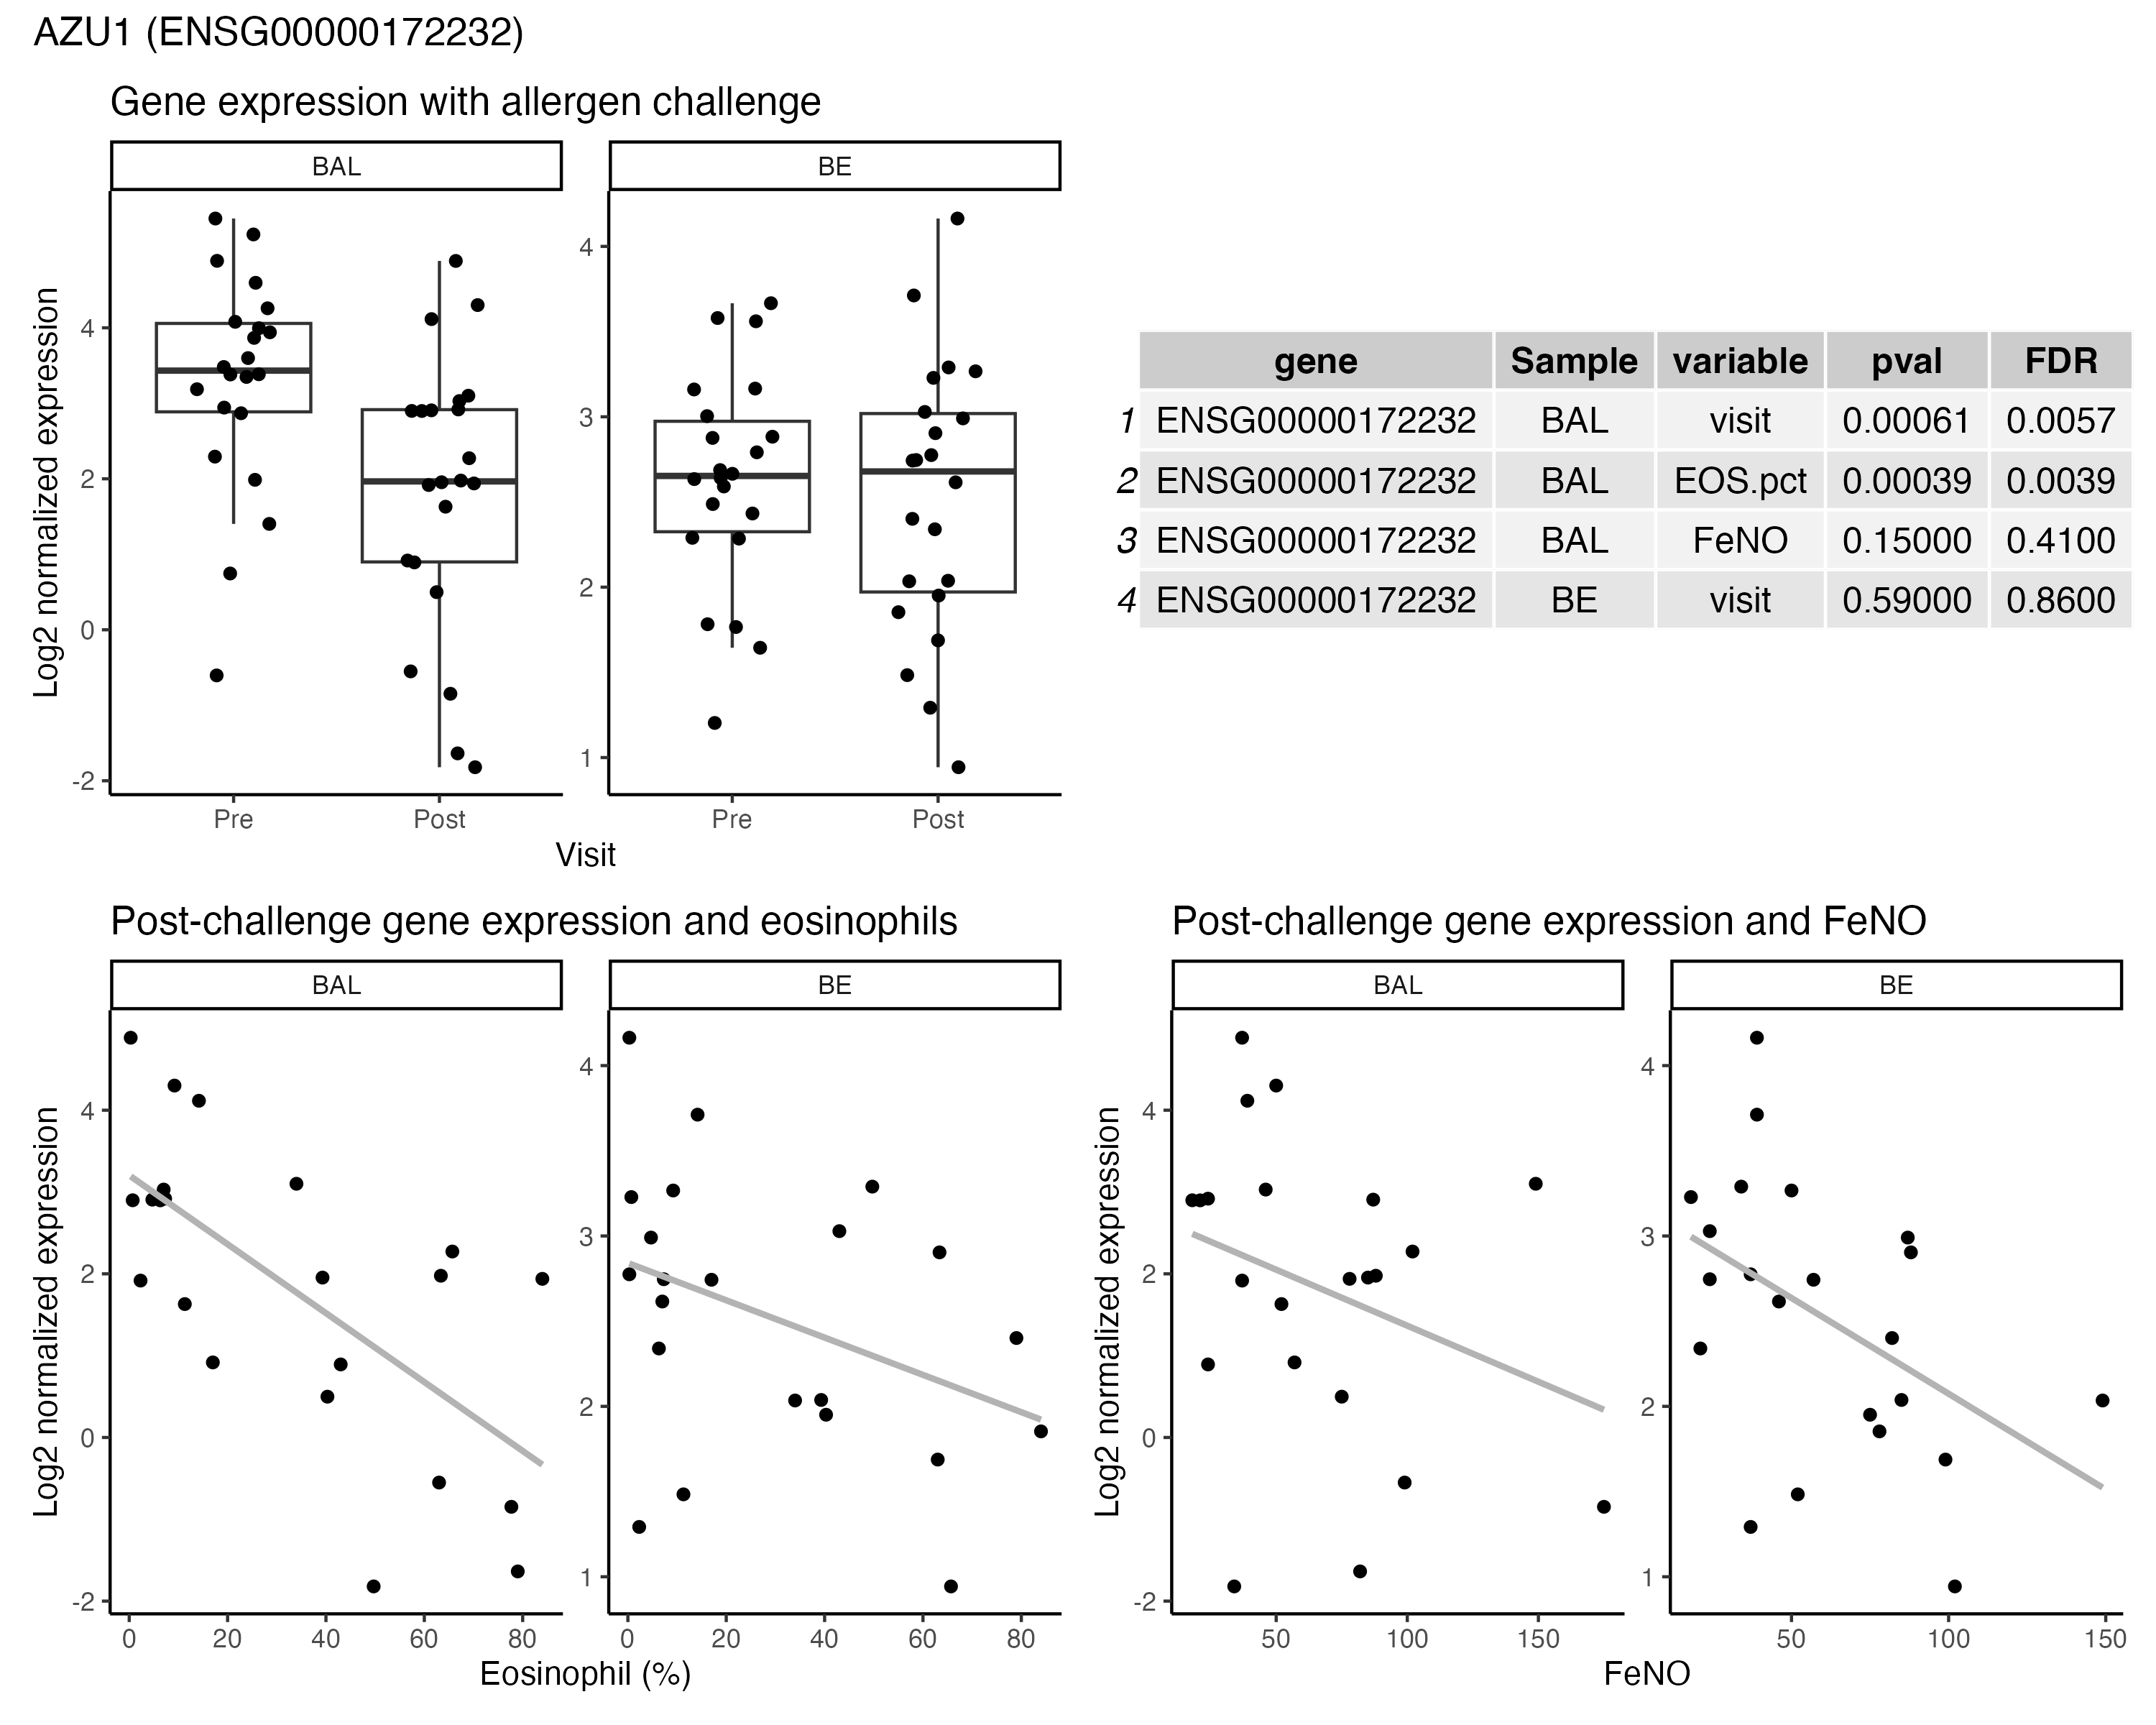 AZU1 (ENSG00000172232)
Gene expression with allergen challenge
BAL BE
Log2 normalized expression
4
2
0
-2
4
3
2
1
Pre Post Pre Post
Visit
gene Sample variable pval FDR
1 ENSG00000172232 BAL visit 0.00061 0.0057
2 ENSG00000172232 BAL EOS.pct 0.00039 0.0039
3 ENSG00000172232 BAL FeNO 0.15000 0.4100
4 ENSG00000172232 BE visit 0.59000 0.8600
Post-challenge gene expression and eosinophils
BAL BE
Log2 normalized expression
4
2
0
-2
4
3
2
1
0 20 40 60 80 0 20 40 60 80
Eosinophil (%)
Post-challenge gene expression and FeNO
BAL BE
Log2 normalized expression
4
2
0
-2
4
3
2
1
50 100 150 50 100 150
FeNO